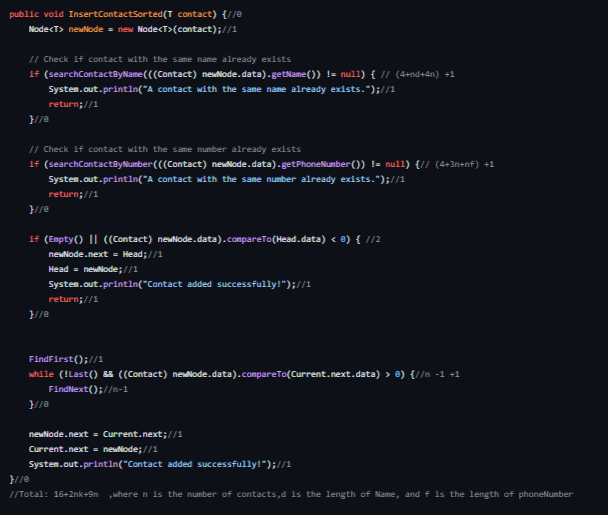 public void InsertContactSorted(T contact) {//0
Node<T> newNode = new Node<T>(contact);//1
// Check if contact with the same name already exists
if (searchContactByName(((Contact) newNode.data).getName()) != null) { // (4+nd+4n) +1
System.out.println("A contact with the same name already exists.");//1
return;//1
}//0
// Check if contact with the same number already exists
if (searchContactByNumber(((Contact) newNode.data).getPhoneNumber()) != null) {// (4+3n+nf) +1
System.out.println("A contact with the same number already exists.");//1
return;//1
}//0
if (Empty() || ((Contact) newNode.data).compareTo(Head.data) < 0) { //2
newNode.next = Head;//1
Head = newNode;//1
System.out.println("Contact added successfully!");//1
return;//1
}//0
FindFirst();//1
while (!Last() && ((Contact) newNode.data).compareTo(Current.next.data) > 0) {//n -1 +1
FindNext();//n-1
}//0
newNode.next = Current.next;//1
Current.next = newNode;//1
System.out.println("Contact added successfully!");//1
}//0
//Total: 16+2nk+9n  ,where n is the number of contacts,d is the length of Name, and f is the length of phoneNumber